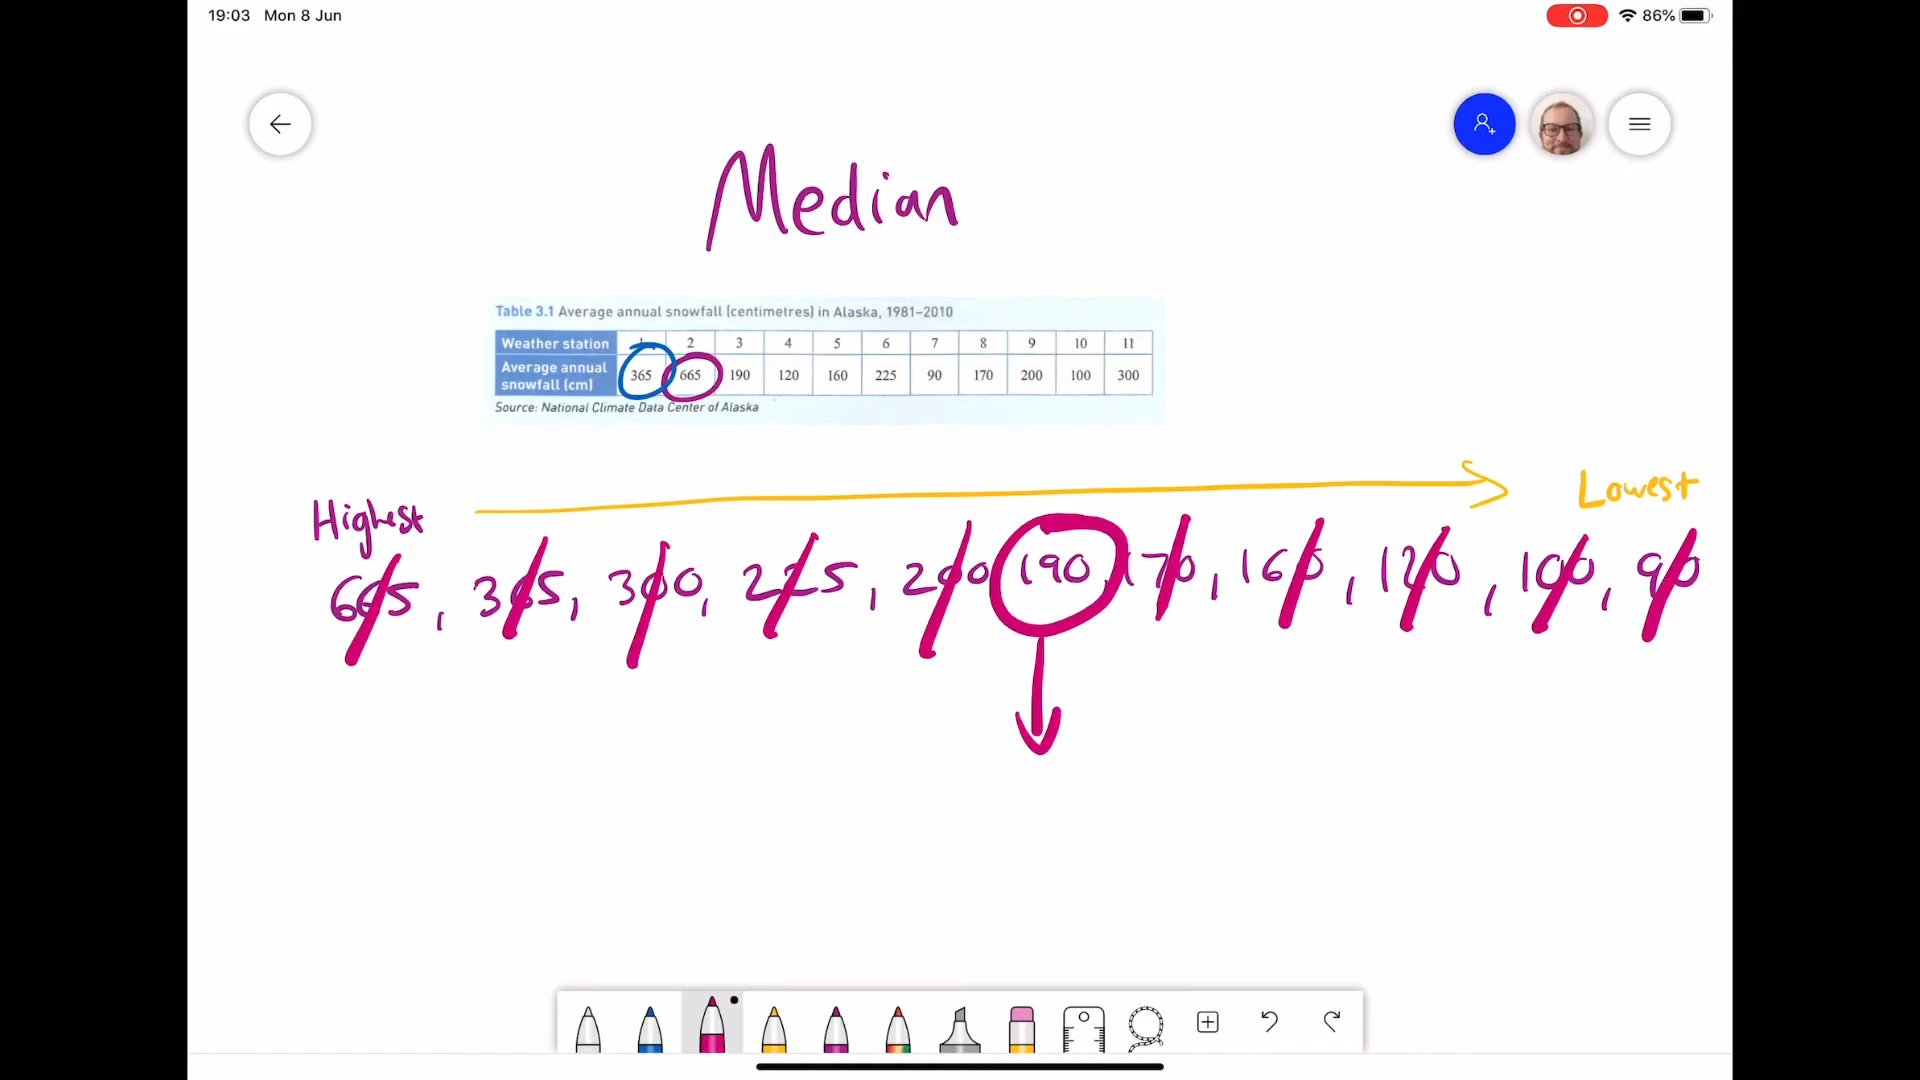 19:03 Mon 8 Jun 86%
Median
Table 3.1 Average annual snowfall (centimetres) in Alaska, 1981–2010
Weather station 1 2 3 4 5 6 7 8 9 10 11
Average annual snowfall (cm) 365 665 190 120 160 225 90 170 200 100 300
Source: National Climate Data Center of Alaska
Highest Lowest
665, 365, 300, 225, 200 190, 170, 160, 120, 100, 90